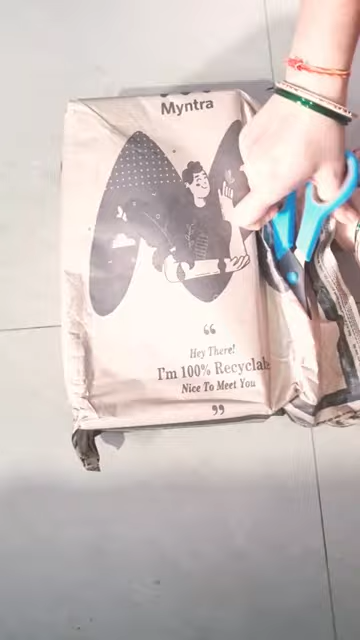 Myntra
“
Hey There!
I'm 100% Recyclab
Nice To Meet You
”